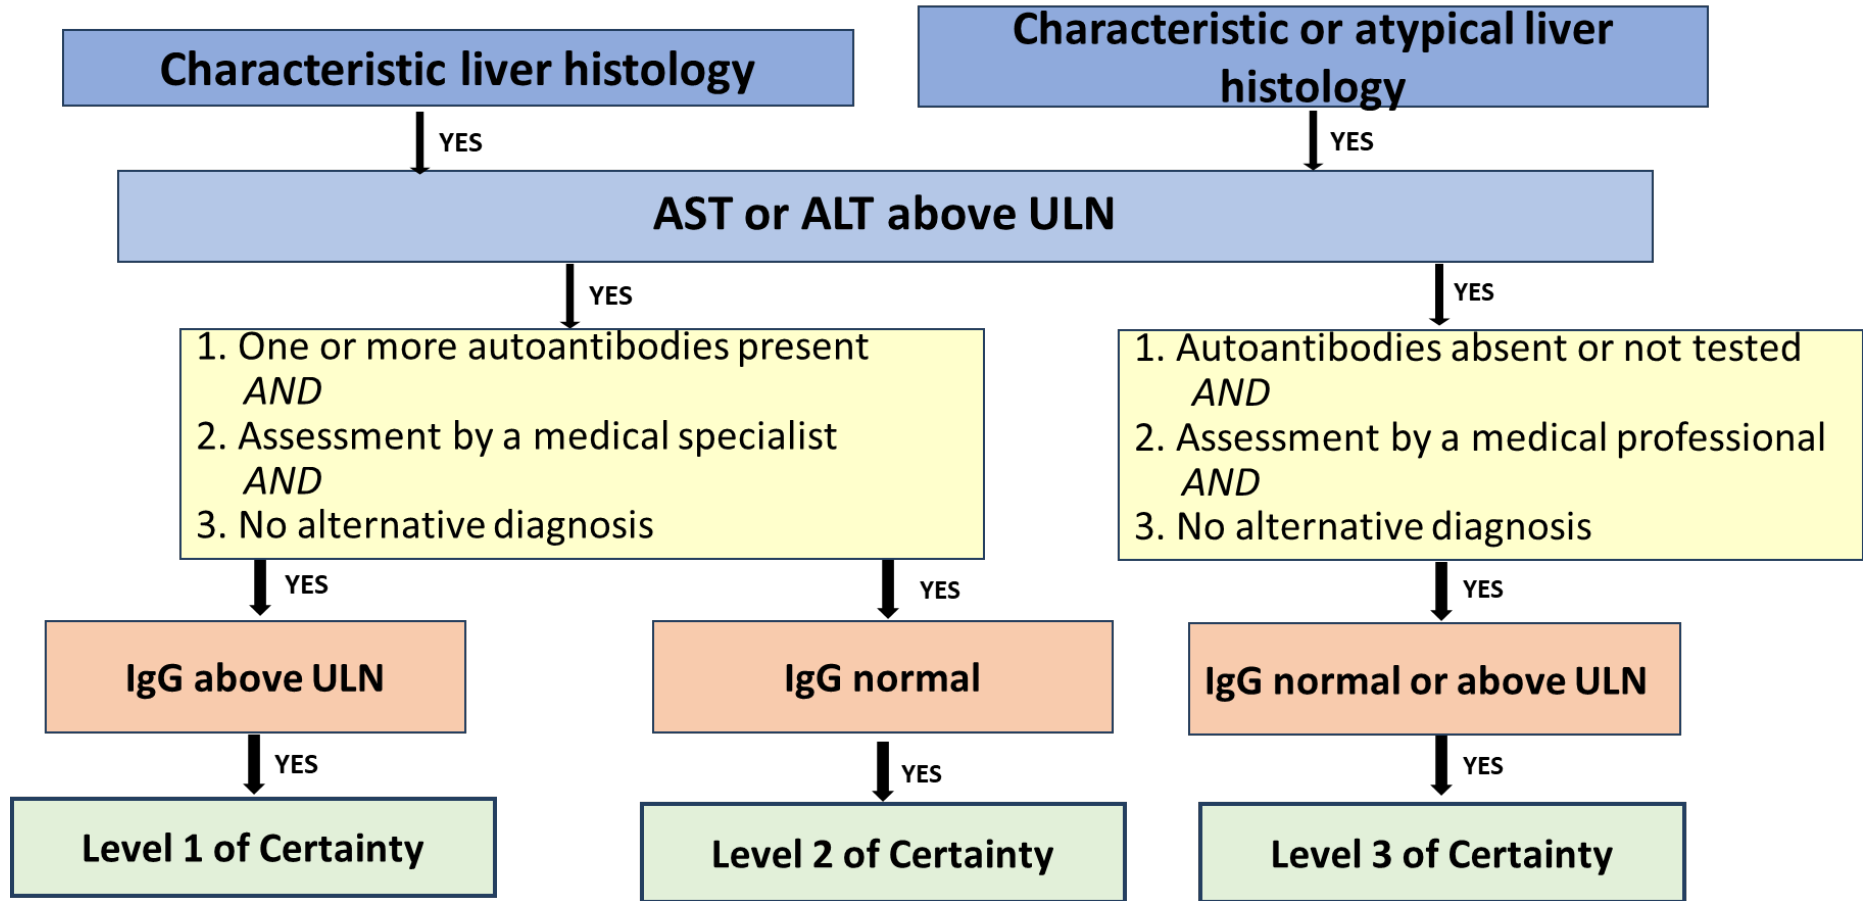 Characteristic liver histology
Characteristic or atypical liver
histology
YES
YES
AST or ALT above ULN
YES
YES
1. One or more autoantibodies present
AND
2. Assessment by a medical specialist
AND
3. No alternative diagnosis
1. Autoantibodies absent or not tested
AND
2. Assessment by a medical professional
AND
3. No alternative diagnosis
YES
YES
YES
IgG above ULN
IgG normal
IgG normal or above ULN
YES
YES
YES
Level 1 of Certainty
Level 2 of Certainty
Level 3 of Certainty